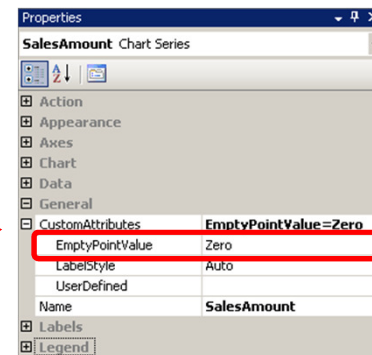 Properties
SalesAmount Chart Series
Action
Appearance
Axes
Chart
Data
General
CustomAttributes EmptyPointValue=Zero
EmptyPointValue Zero
LabelStyle Auto
UserDefined
Name SalesAmount
Labels
Legend